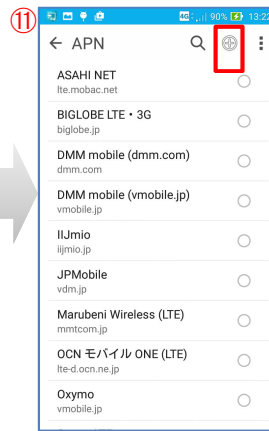 ⑪
4G 90% 13:22
← APN
ASAHI NET
lte.mobac.net
BIGLOBE LTE・3G
biglobe.jp
DMM mobile (dmm.com)
dmm.com
DMM mobile (vmobile.jp)
vmobile.jp
IIJmio
iijmio.jp
JPMobile
vdm.jp
Marubeni Wireless (LTE)
mmtcom.jp
OCN モバイル ONE (LTE)
lte-d.ocn.ne.jp
Oxymo
vmobile.jp